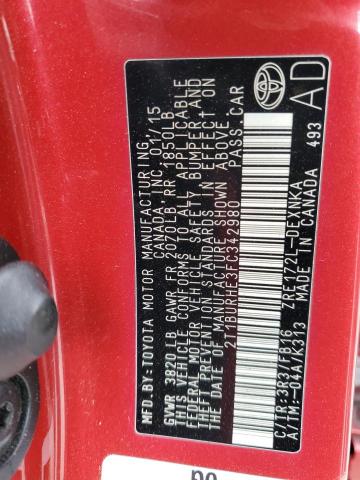 MFD.BY:TOYOTA MOTOR MANUFACTURING
CANADA, INC. 01/15
GVWR 3820 LB GAWR FR 2070 LB, RR 1850LB
THIS VEHICLE CONFORMS TO ALL APPLICABLE
FEDERAL MOTOR VEHICLE SAFETY BUMPER AND
THEFT PREVENTION STANDARDS IN EFFECT ON
THE DATE OF MANUFACTURE SHOWN ABOVE.
2T1BURHE3FC342980 PASS. CAR
C/TR:3R3/FB16 ZRE172L-DEXNKA
A/TM:-04A/K313 MADE IN CANADA 493
AD